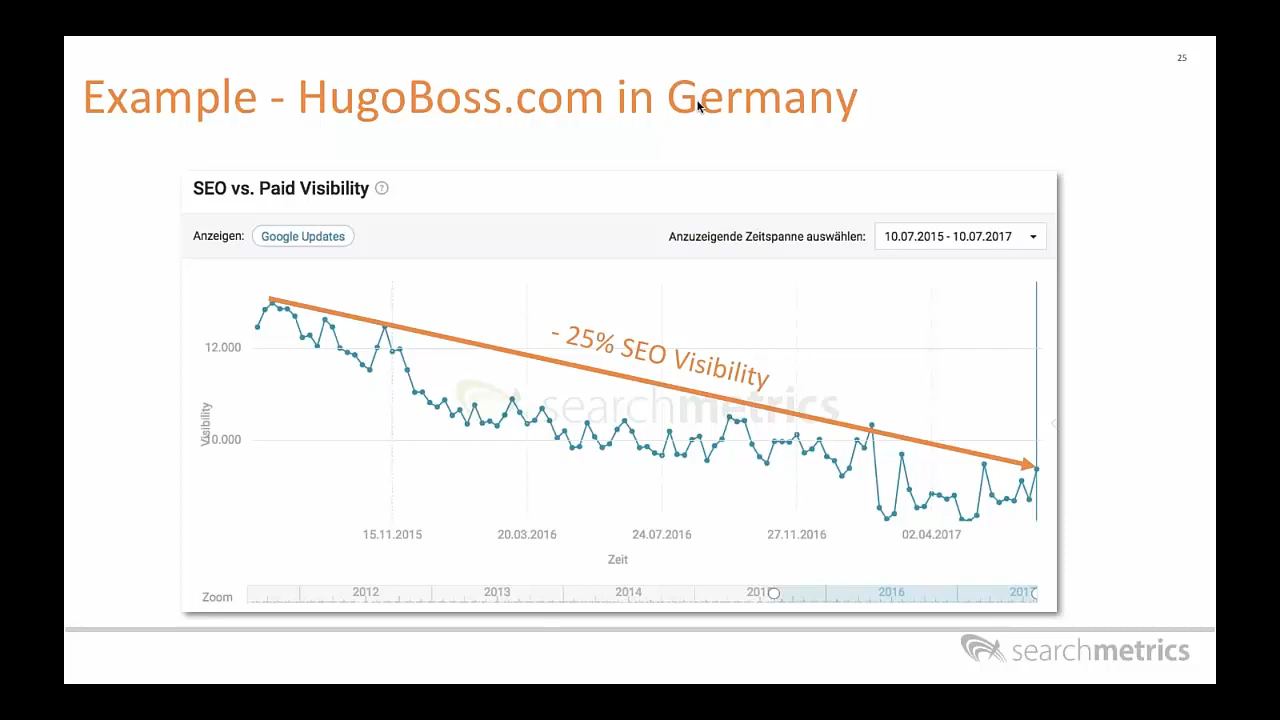 25
Example - HugoBoss.com in Germany
SEO vs. Paid Visibility ?
Anzeigen: Google Updates
Anzuzeigende Zeitspanne auswählen: 10.07.2015 - 10.07.2017
- 25% SEO Visibility
12.000
searchmetrics
Visibility
10.000
15.11.2015 20.03.2016 24.07.2016 27.11.2016 02.04.2017
Zeit
Zoom 2012 2013 2014 2016 2017
searchmetrics